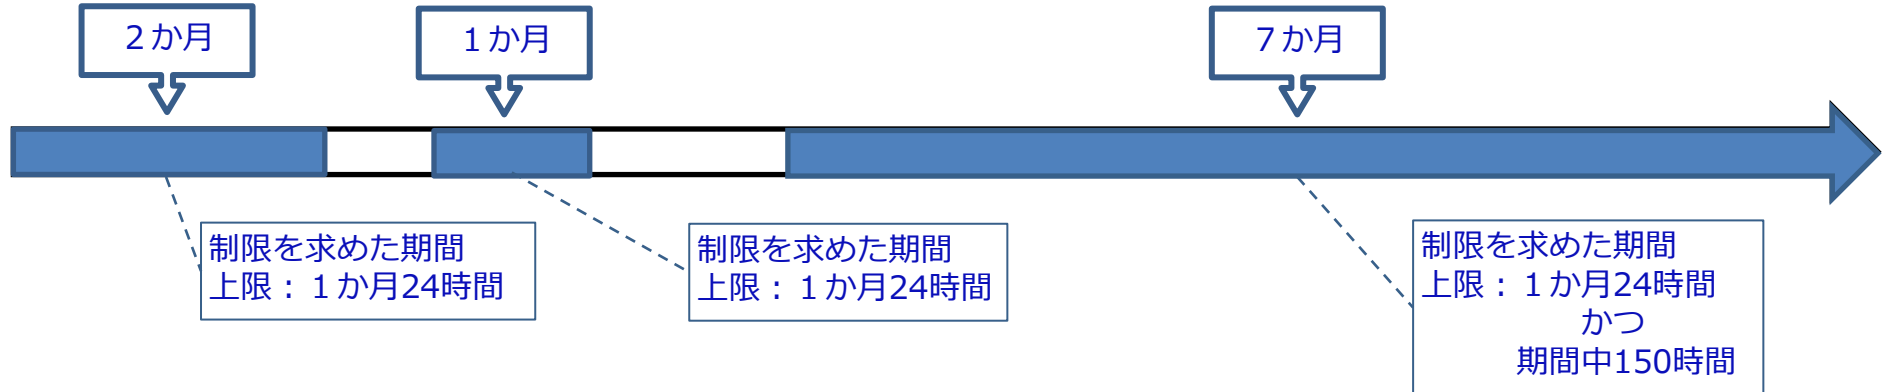 ２か月
１か月
７か月
制限を求めた期間
上限：１か月24時間
制限を求めた期間
上限：１か月24時間
制限を求めた期間
上限：１か月24時間
かつ
期間中150時間